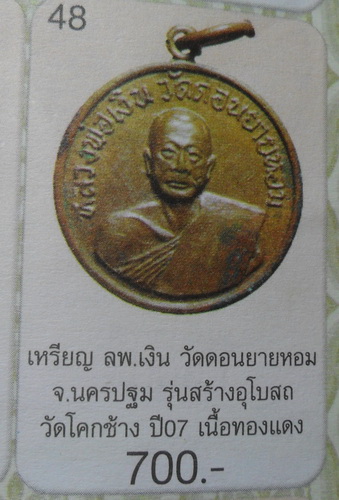 48
หลวงพ่อเงิน วัดดอนยายหอม
เหรียญ ลพ.เงิน วัดดอนยายหอม
จ.นครปฐม รุ่นสร้างอุโบสถ
วัดโคกช้าง ปี07 เนื้อทองแดง
700.-